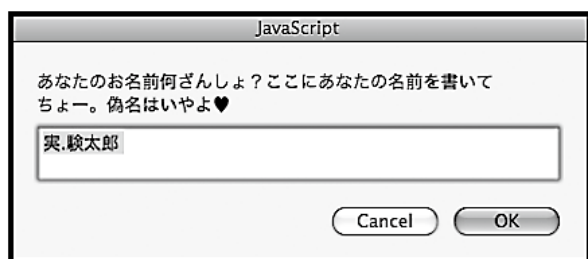 JavaScript
あなたのお名前何ざんしょ？ここにあなたの名前を書いて
ちょー。偽名はいやよ♥
実.験太郎
Cancel
OK